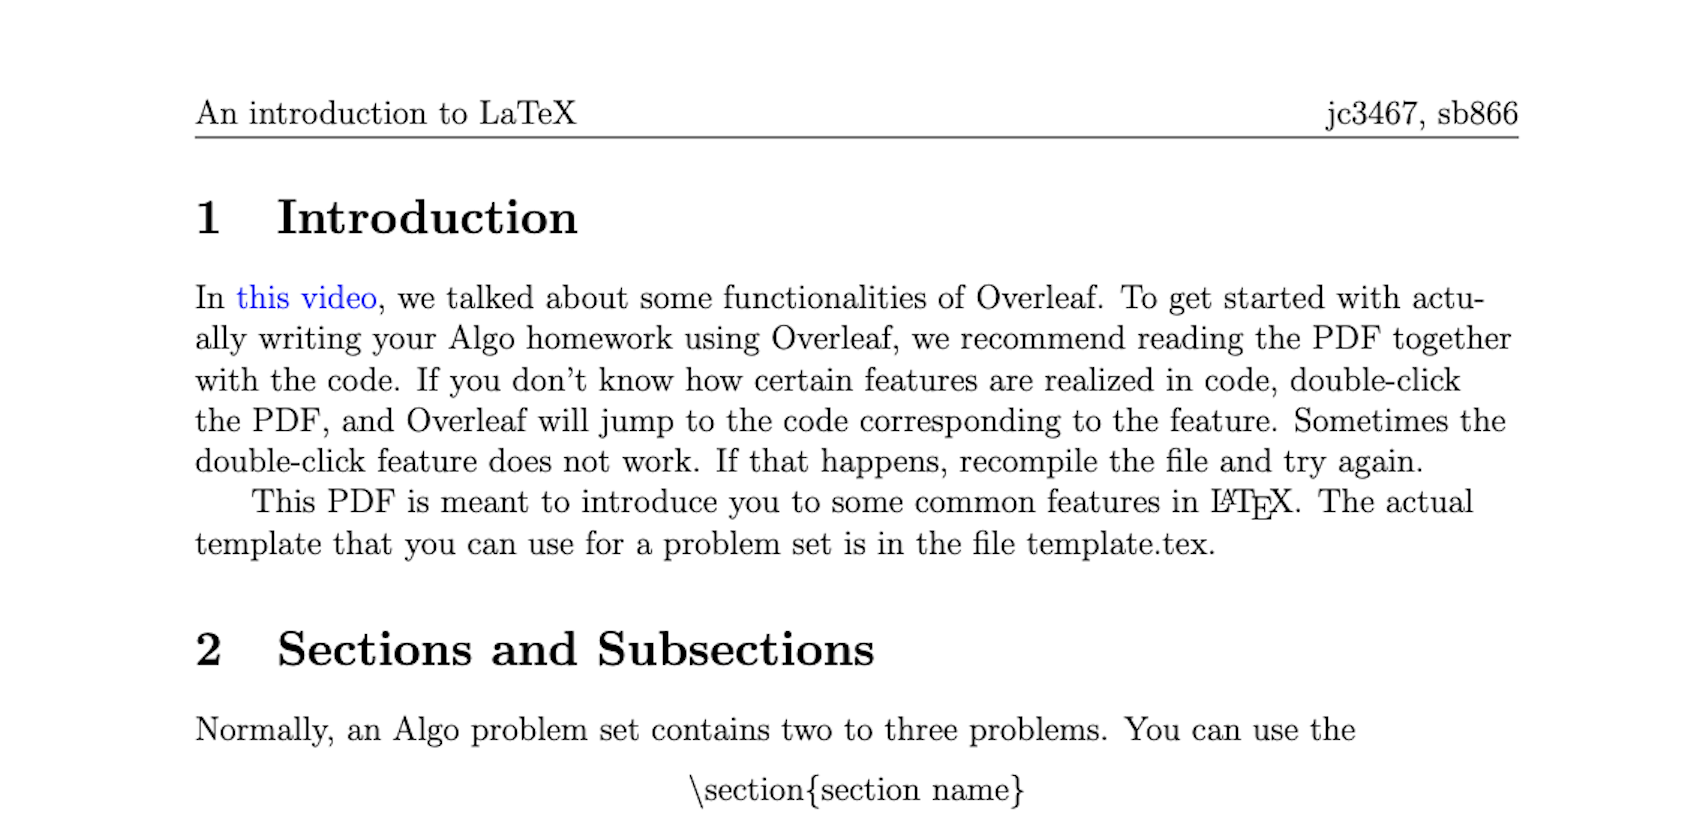 An introduction to LaTeX jc3467, sb866
1 Introduction
In this video, we talked about some functionalities of Overleaf. To get started with actu-
ally writing your Algo homework using Overleaf, we recommend reading the PDF together
with the code. If you don't know how certain features are realized in code, double-click
the PDF, and Overleaf will jump to the code corresponding to the feature. Sometimes the
double-click feature does not work. If that happens, recompile the file and try again.
This PDF is meant to introduce you to some common features in LATEX. The actual
template that you can use for a problem set is in the file template.tex.
2 Sections and Subsections
Normally, an Algo problem set contains two to three problems. You can use the
\section{section name}